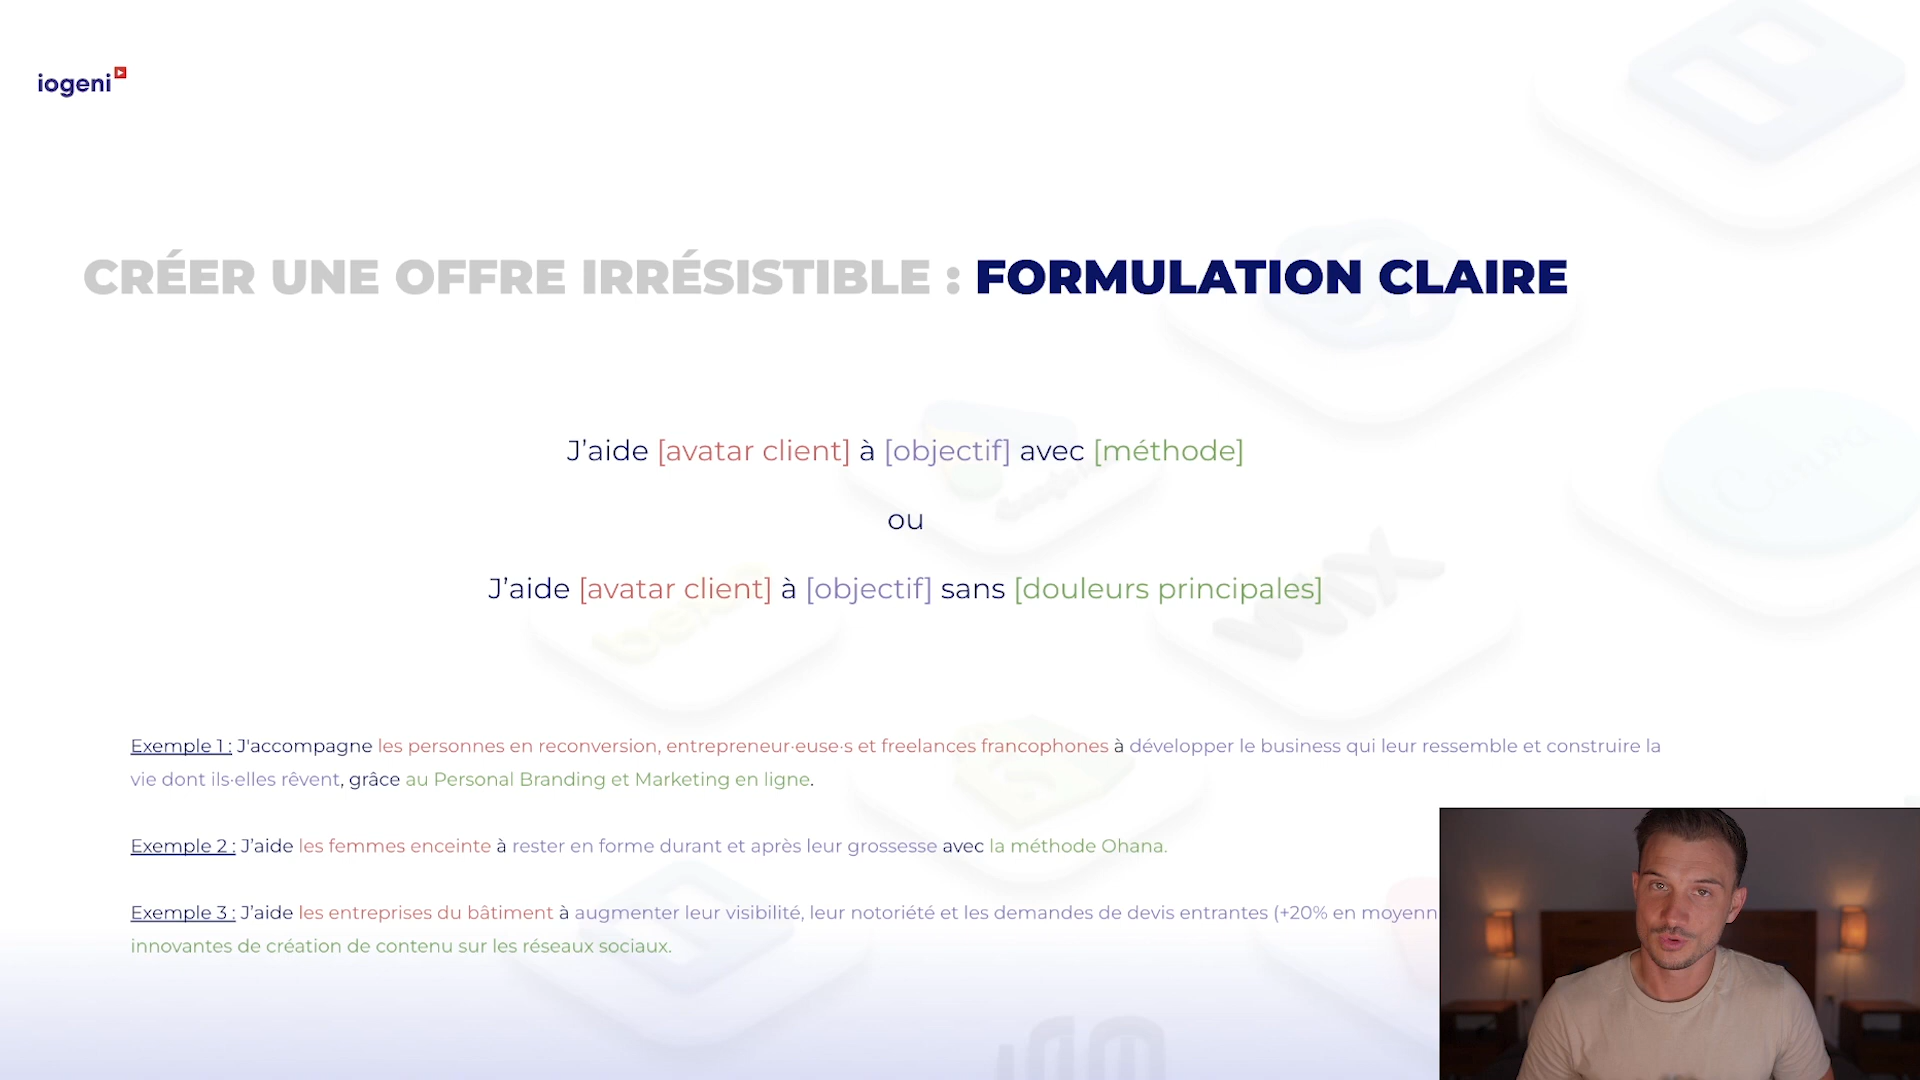 iogeni
CRÉER UNE OFFRE IRRÉSISTIBLE : FORMULATION CLAIRE
J’aide [avatar client] à [objectif] avec [méthode]
ou
J’aide [avatar client] à [objectif] sans [douleurs principales]
WIX
Exemple 1 : J'accompagne les personnes en reconversion, entrepreneur·euse·s et freelances francophones à développer le business qui leur ressemble et construire la
vie dont ils·elles rêvent, grâce au Personal Branding et Marketing en ligne.
Exemple 2 : J’aide les femmes enceinte à rester en forme durant et après leur grossesse avec la méthode Ohana.
Exemple 3 : J’aide les entreprises du bâtiment à augmenter leur visibilité, leur notoriété et les demandes de devis entrantes (+20% en moyenn
innovantes de création de contenu sur les réseaux sociaux.